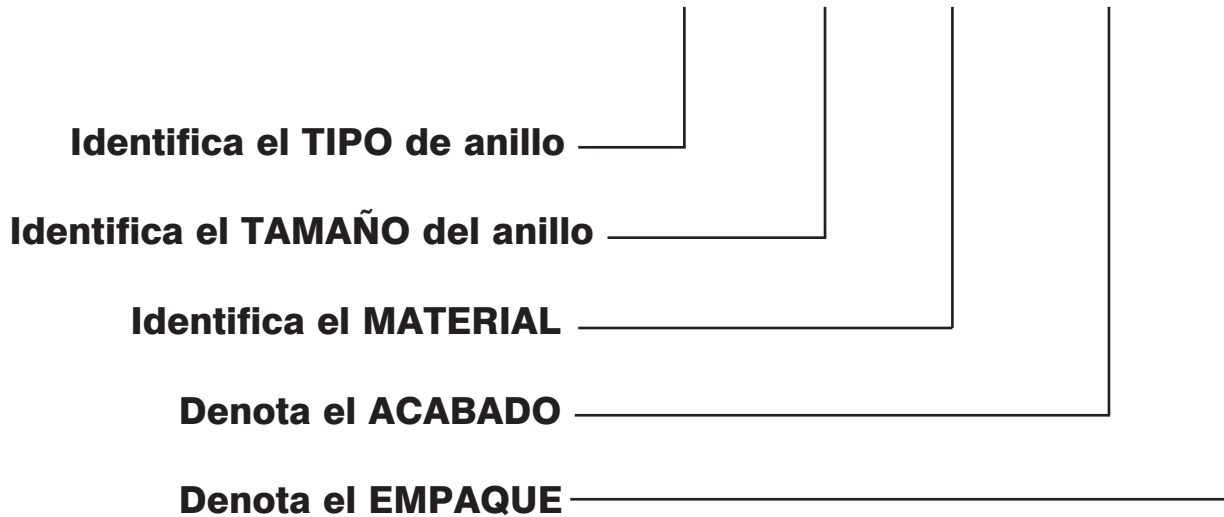 Identifica el TIPO de anillo
Identifica el TAMAÑO del anillo
Identifica el MATERIAL
Denota el ACABADO
Denota el EMPAQUE